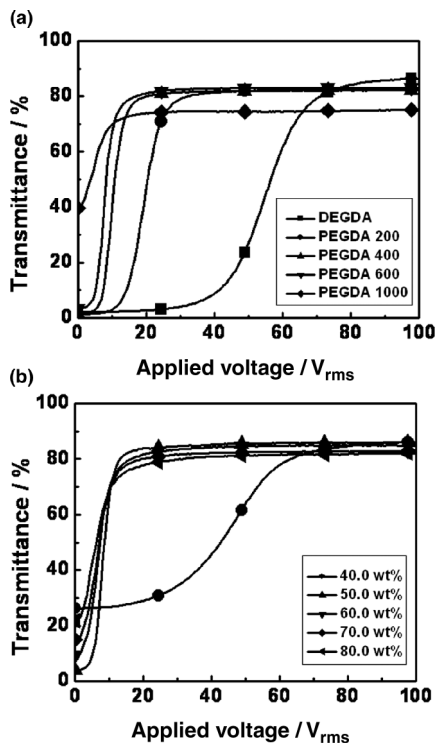 (a)
100
80
60
40
20
0
Transmittance / %
DEGDA
PEGDA 200
PEGDA 400
PEGDA 600
PEGDA 1000
0 20 40 60 80 100
Applied voltage / Vrms
(b)
100
80
60
40
20
0
Transmittance / %
40.0 wt%
50.0 wt%
60.0 wt%
70.0 wt%
80.0 wt%
0 20 40 60 80 100
Applied voltage / Vrms